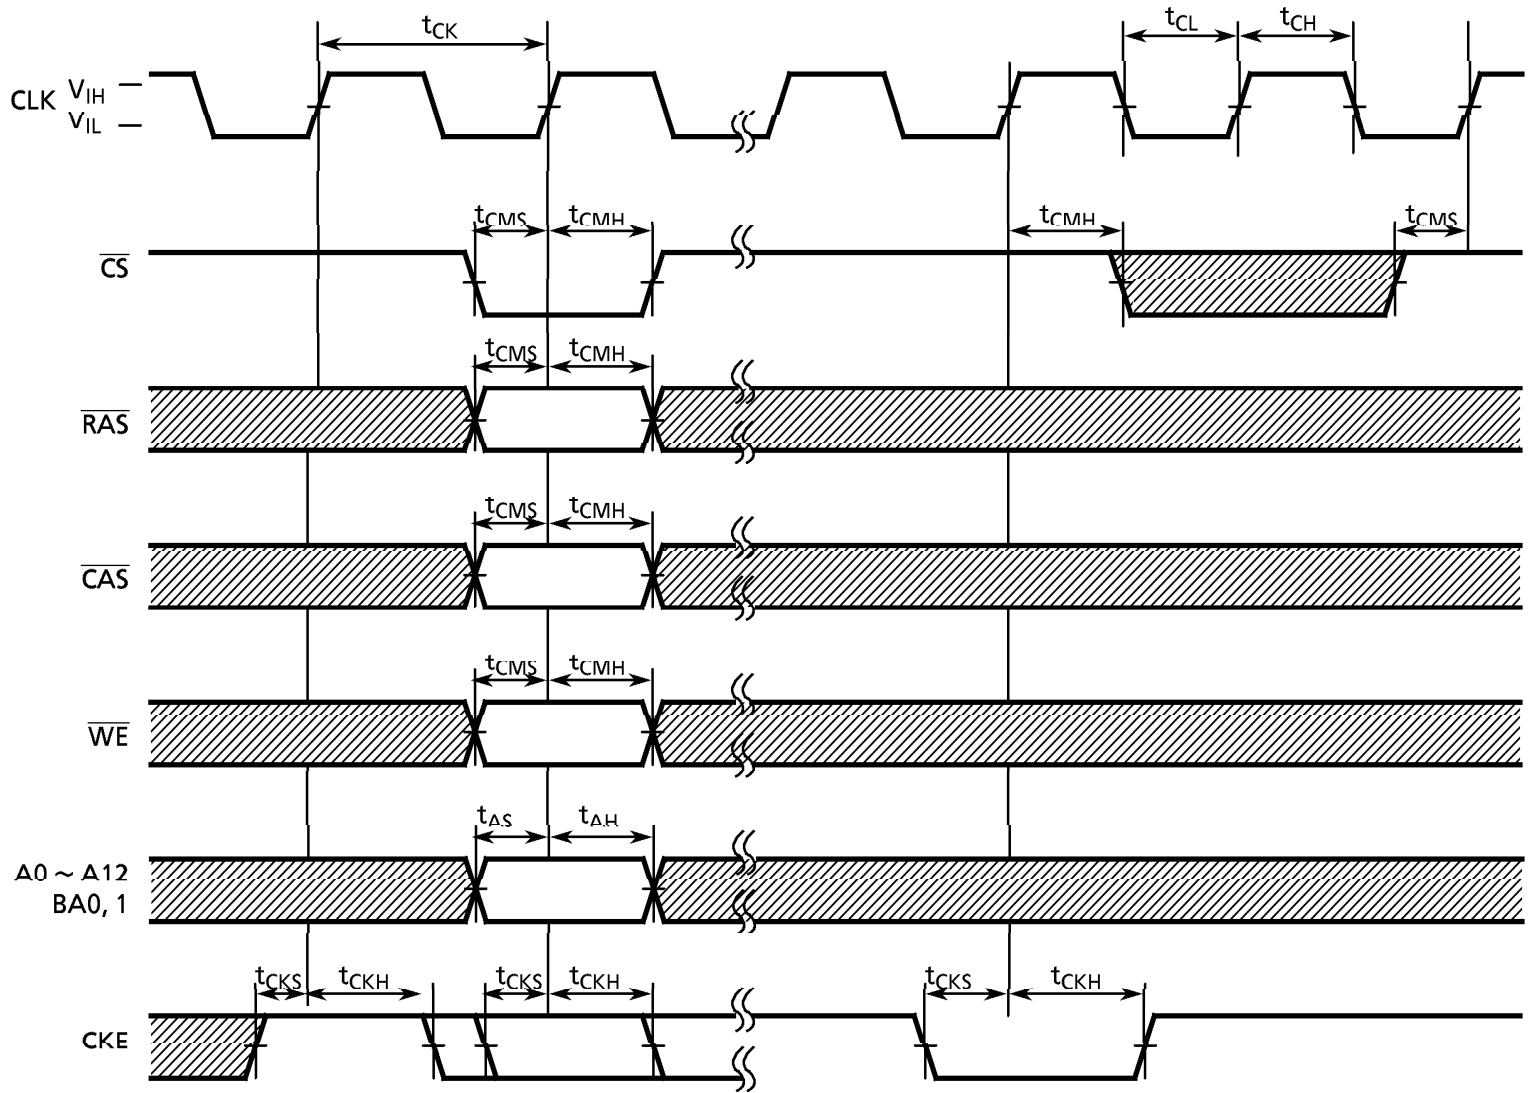 tCK tCL tCH
CLK VIH
VIL
tCMS tCMH tCMH tCMS
CS
tCMS tCMH
RAS
tCMS tCMH
CAS
tCMS tCMH
WE
tAS tAH
A0 ~ A12
BA0, 1
tCKS tCKH tCKS tCKH tCKS tCKH
CKE